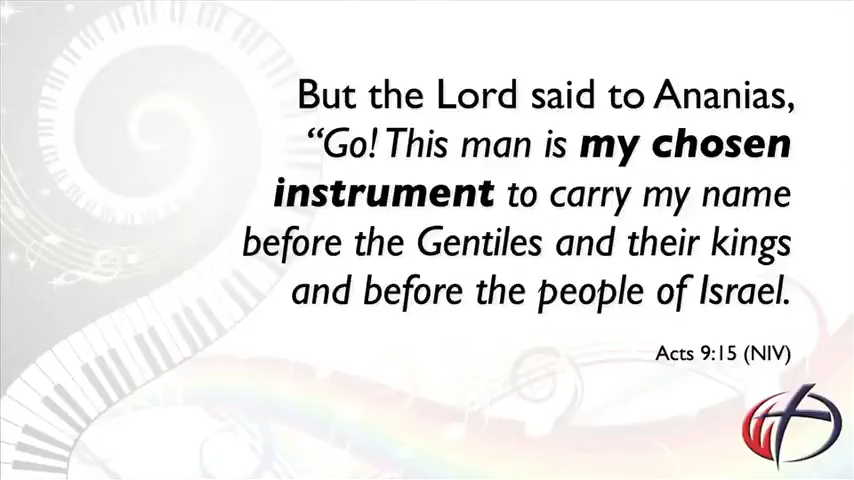 But the Lord said to Ananias,
“Go! This man is my chosen
instrument to carry my name
before the Gentiles and their kings
and before the people of Israel.
Acts 9:15 (NIV)